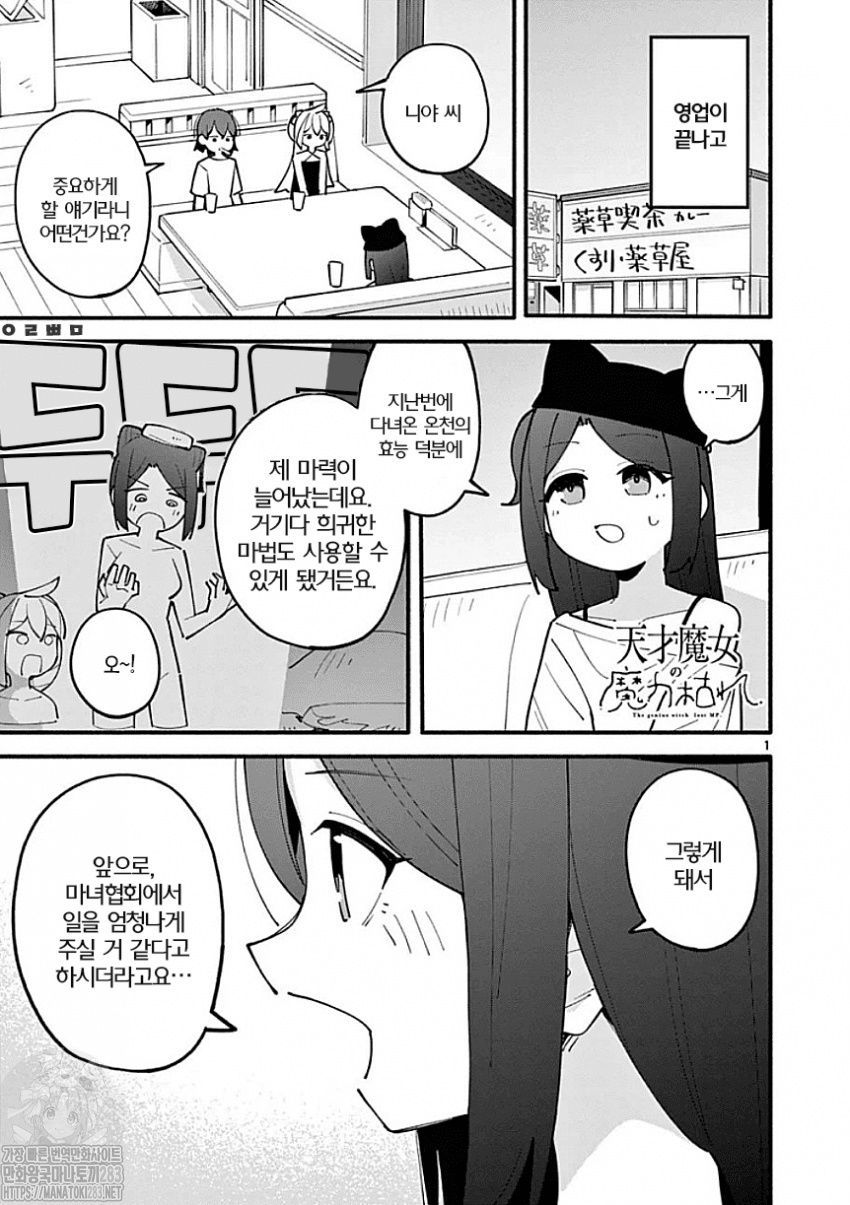 영업이
끝나고
薬
草
薬草喫茶 カレー
くすり・薬草屋
니야 씨
중요하게
할 얘기라니
어떤건가요?
…그게
지난번에
다녀온 온천의
효능 덕분에
제 마력이
늘어났는데요.
거기다 희귀한
마법도 사용할 수
있게 됐거든요.
오~!
天才魔女
の
魔力枯れ
The genius witch lost MP.
1
그렇게
돼서
앞으로,
마녀협회에서
일을 엄청나게
주실 거 같다고
하시더라고요…
가장 빠른 번역만화사이트
만화왕국마나토끼283
HTTPS://MANATOKI283.NET